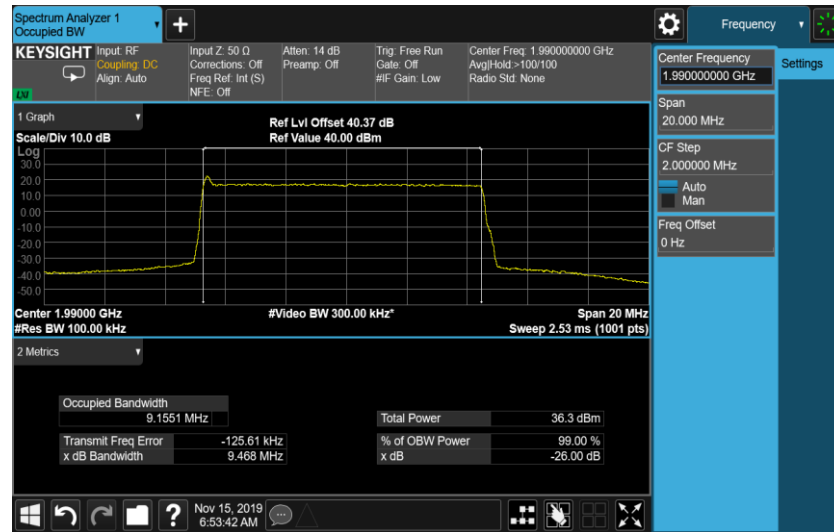 Spectrum Analyzer 1
Occupied BW
+
Frequency
KEYSIGHT
Input: RF
Coupling: DC
Align: Auto
Input Z: 50 Ω
Corrections: Off
Freq Ref: Int (S)
NFE: Off
Atten: 14 dB
Preamp: Off
Trig: Free Run
Gate: Off
#IF Gain: Low
Center Freq: 1.990000000 GHz
Avg|Hold:>100/100
Radio Std: None
LXI
Center Frequency
1.990000000 GHz
Settings
Span
20.000 MHz
CF Step
2.000000 MHz
Auto
Man
Freq Offset
0 Hz
1 Graph
Scale/Div 10.0 dB
Ref Lvl Offset 40.37 dB
Ref Value 40.00 dBm
Log
30.0
20.0
10.0
0.00
-10.0
-20.0
-30.0
-40.0
-50.0
Center 1.99000 GHz
#Video BW 300.00 kHz*
Span 20 MHz
#Res BW 100.00 kHz
Sweep 2.53 ms (1001 pts)
2 Metrics
Occupied Bandwidth
9.1551 MHz
Total Power 36.3 dBm
Transmit Freq Error -125.61 kHz
% of OBW Power 99.00 %
x dB Bandwidth 9.468 MHz
x dB -26.00 dB
?
Nov 15, 2019
6:53:42 AM